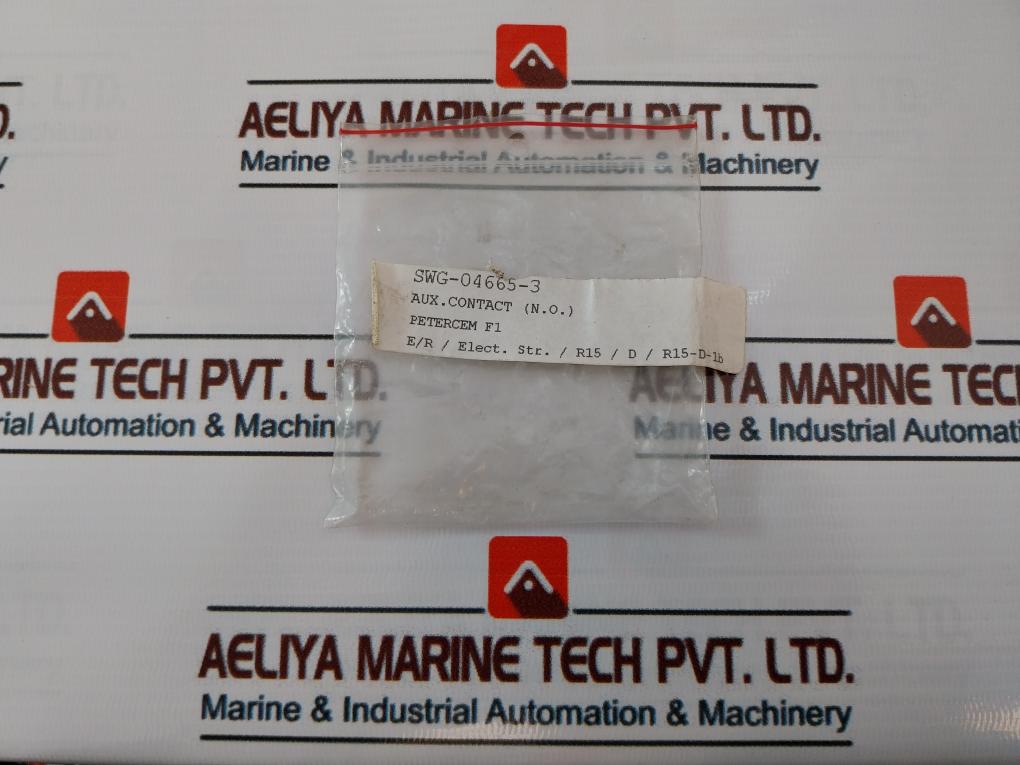 AELIYA MARINE TECH PVT. LTD.
Marine & Industrial Automation & Machinery
SWG-04665-3
AUX.CONTACT (N.O.)
PETERCEM F1
E/R / Elect. Str. / R15 / D / R15-D-1b
RINE TECH PVT. LTD.
rial Automation & Machinery
AELIYA MARINE TEC
Marine & Industrial Automati
AELIYA MARINE TECH PVT. LTD.
Marine & Industrial Automation & Machinery